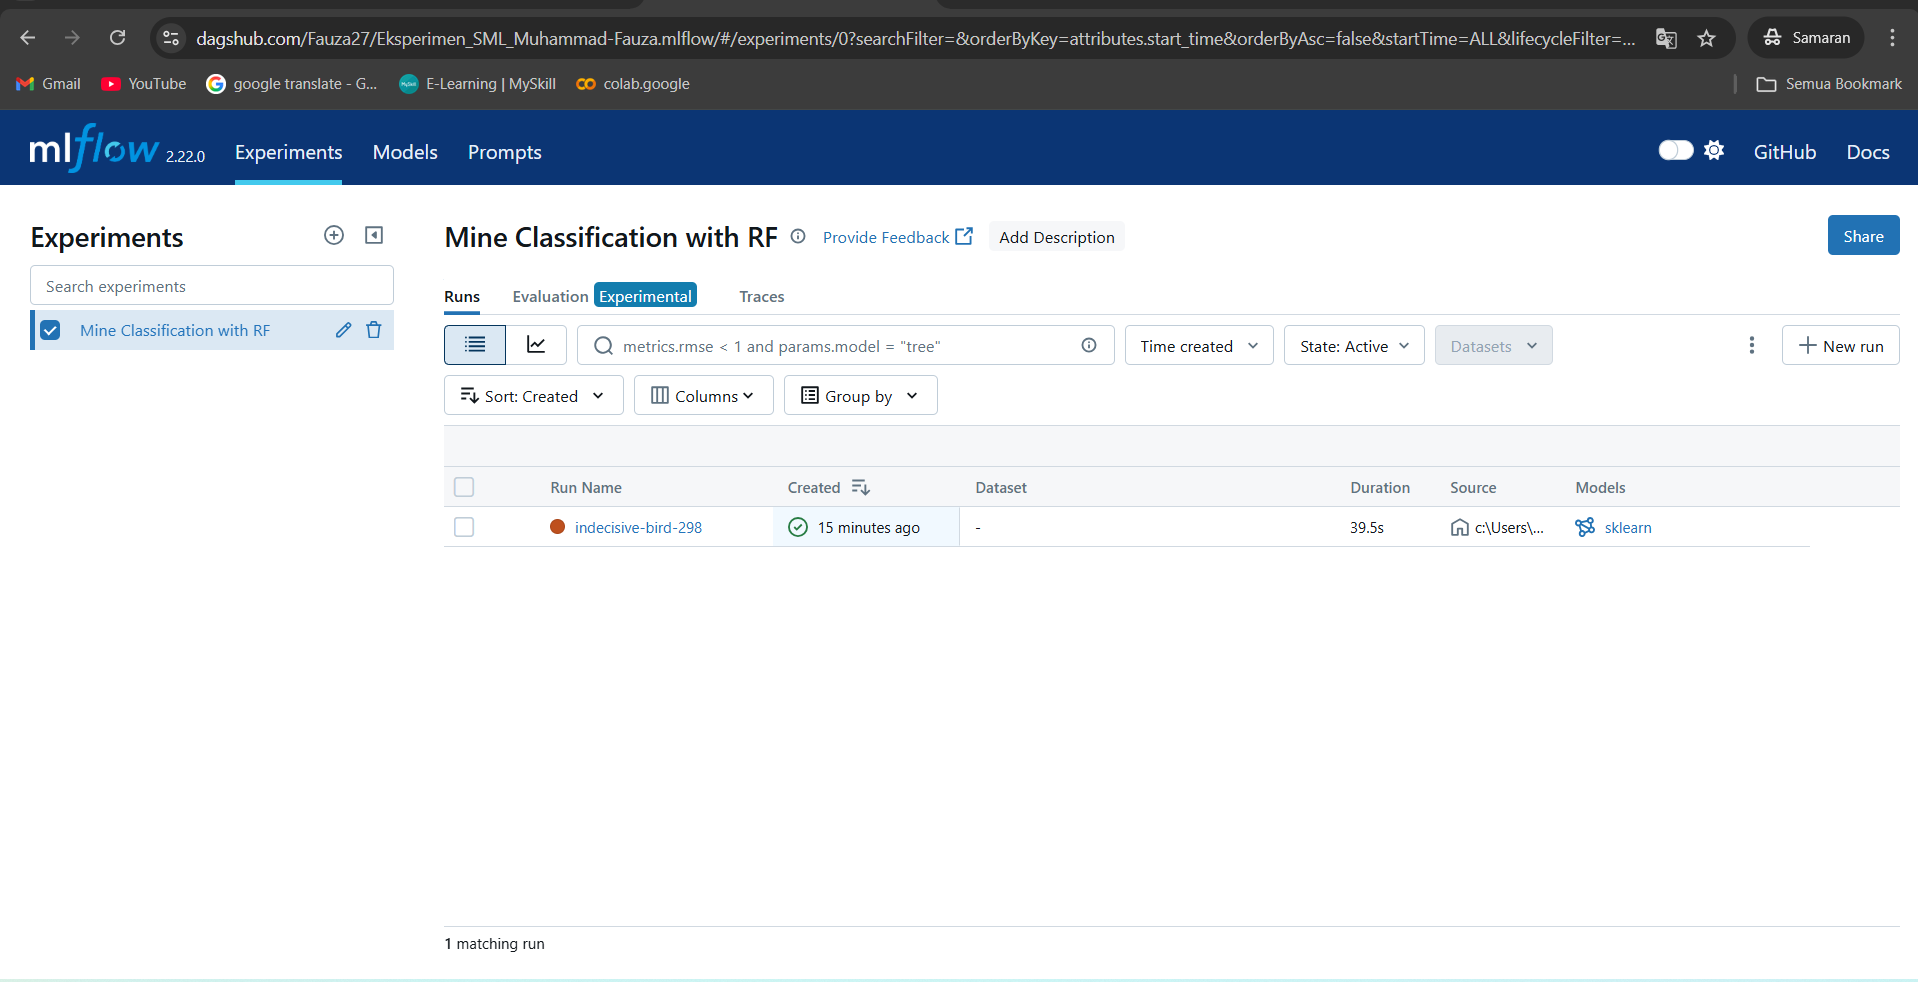 dagshub.com/Fauza27/Eksperimen_SML_Muhammad-Fauza.mlflow/#/experiments/0?searchFilter=&orderByKey=attributes.start_time&orderByAsc=false&startTime=ALL&lifecycleFilter=...
Samaran
Gmail
YouTube
google translate - G...
E-Learning | MySkill
colab.google
Semua Bookmark
mlflow 2.22.0
Experiments
Models
Prompts
GitHub
Docs
Experiments
Search experiments
Mine Classification with RF
Mine Classification with RF
Provide Feedback
Add Description
Share
Runs
Evaluation Experimental
Traces
metrics.rmse < 1 and params.model = "tree"
Time created
State: Active
Datasets
New run
Sort: Created
Columns
Group by
Run Name
Created
Dataset
Duration
Source
Models
indecisive-bird-298
15 minutes ago
-
39.5s
c:\Users\...
sklearn
1 matching run